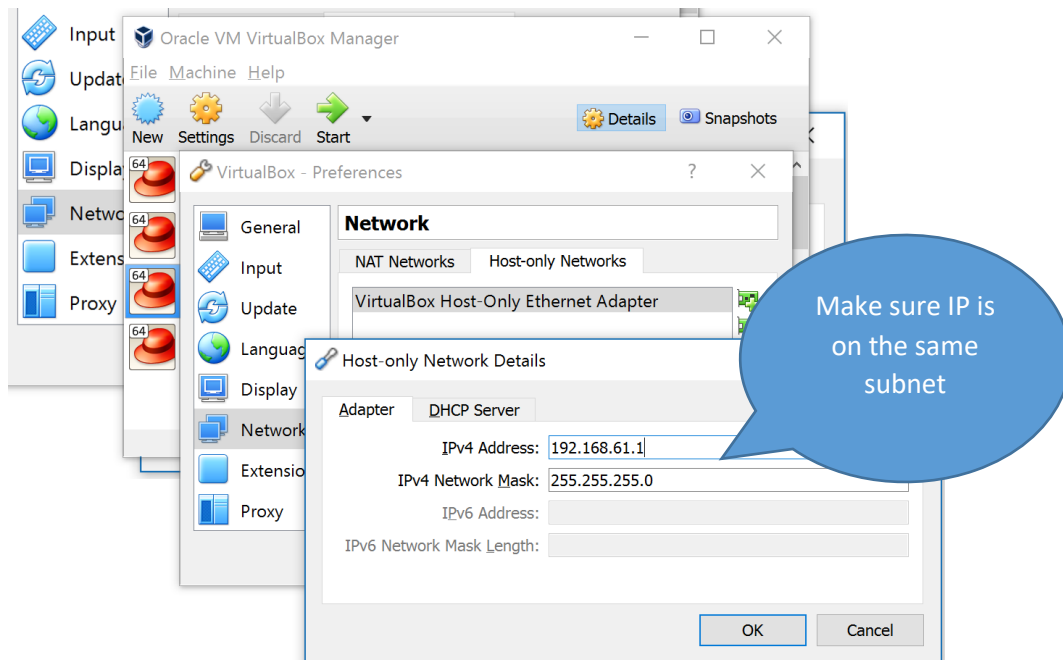 Input
Update
Langu
Displa
Netwo
Extens
Proxy
Oracle VM VirtualBox Manager
File Machine Help
New Settings Discard Start
Details Snapshots
64
64
64
64
VirtualBox - Preferences
?
General
Input
Update
Languag
Display
Network
Extensio
Proxy
Network
NAT Networks Host-only Networks
VirtualBox Host-Only Ethernet Adapter
Host-only Network Details
Adapter DHCP Server
IPv4 Address: 192.168.61.1
IPv4 Network Mask: 255.255.255.0
IPv6 Address:
IPv6 Network Mask Length:
OK Cancel
Make sure IP is
on the same
subnet